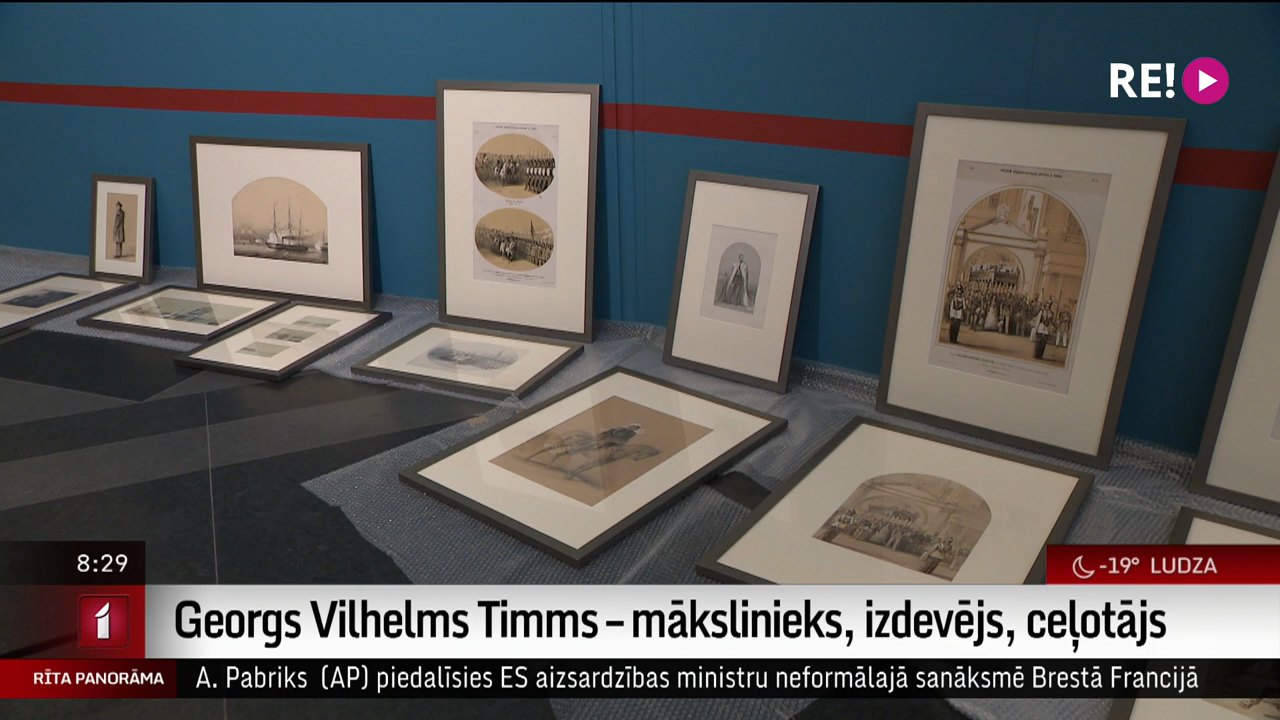 RE!
8:29
-19° LUDZA
1
Georgs Vilhelms Timms – mākslinieks, izdevējs, ceļotājs
RĪTA PANORĀMA
A. Pabriks (AP) piedalīsies ES aizsardzības ministru neformālajā sanāksmē Brestā Francijā